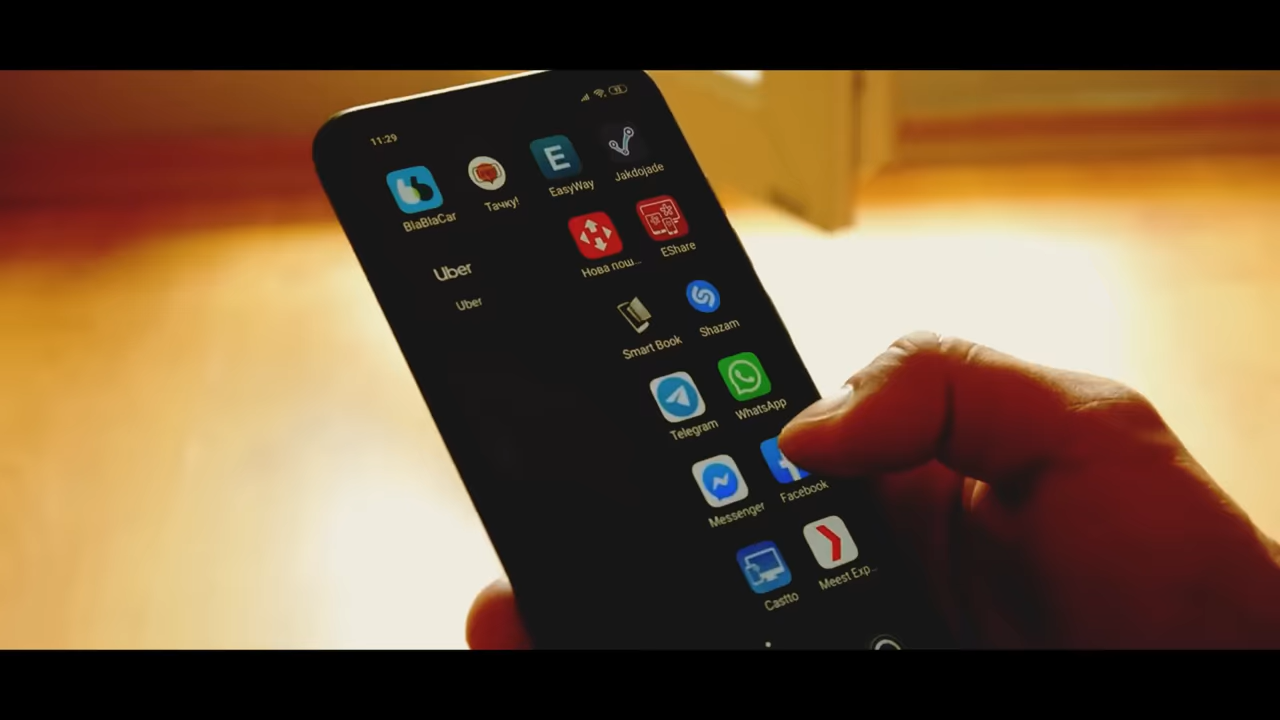 11:29
BlaBlaCar
Тачку!
E
EasyWay
Jakdojade
Uber
Uber
Нова пош...
EShare
Smart Book
Shazam
Telegram
WhatsApp
Messenger
Facebook
Castto
Meest Exp...